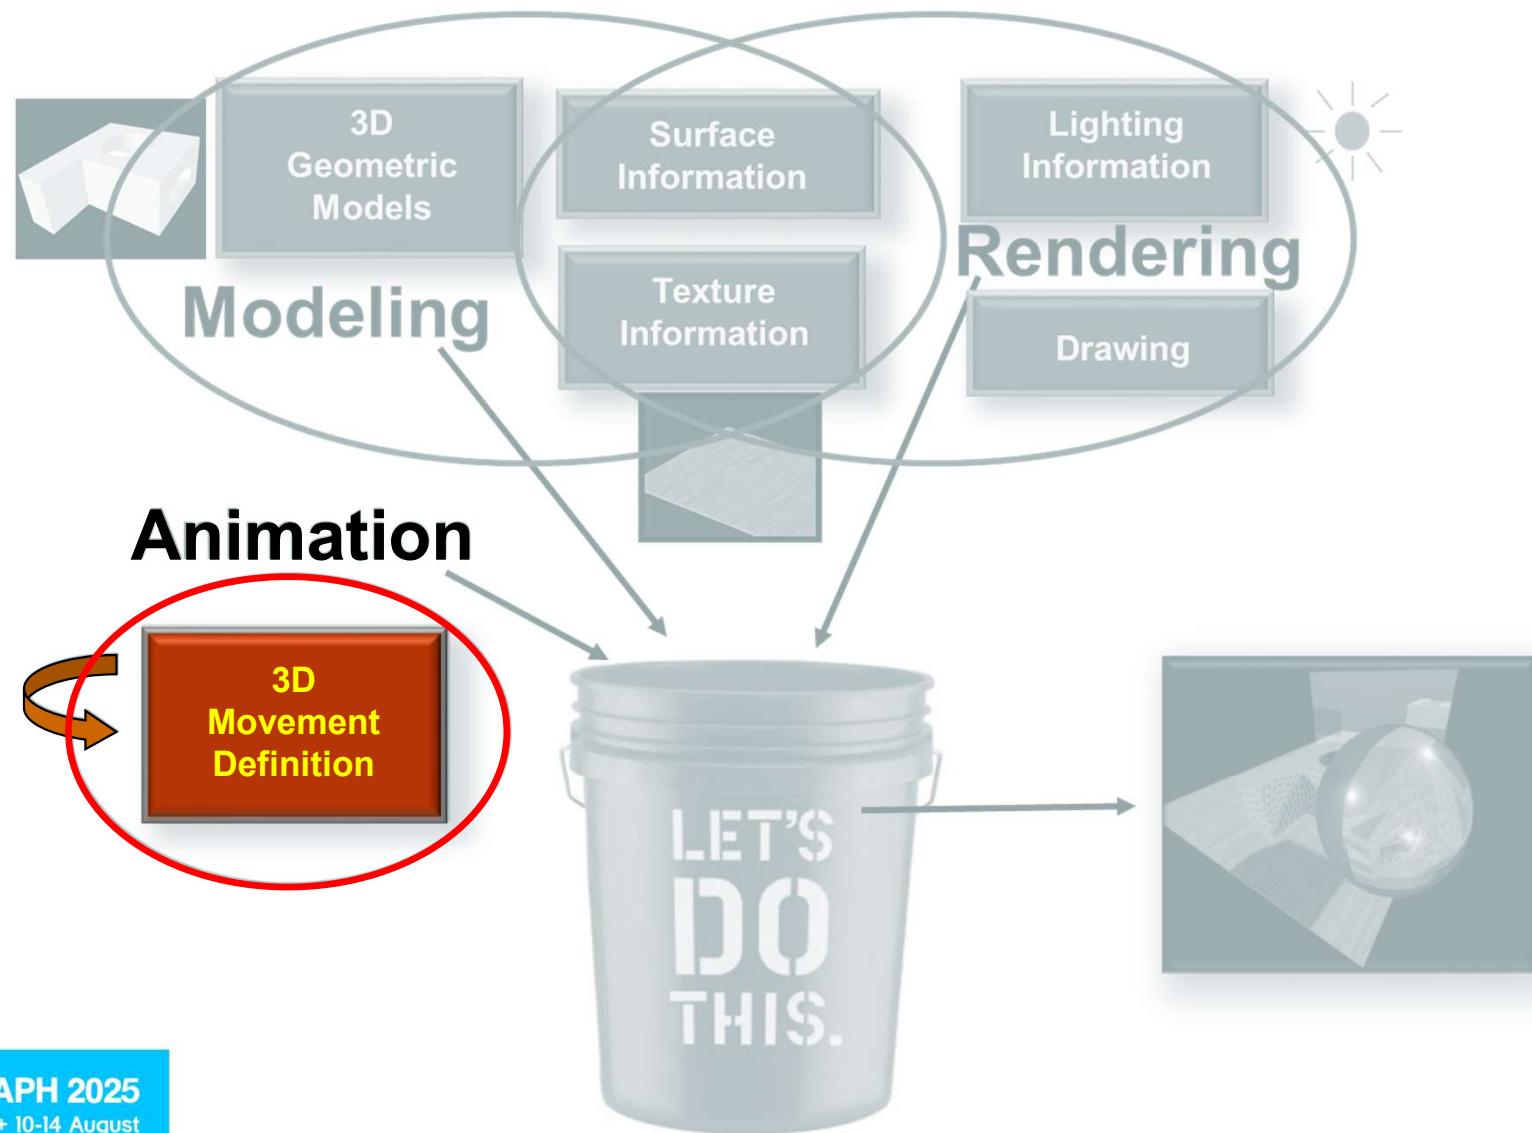 3D
Geometric
Models
Surface
Information
Lighting
Information
Modeling
Texture
Information
Rendering
Drawing
Animation
3D
Movement
Definition
LET'S
DO
THIS.
APH 2025
+ 10-14 August